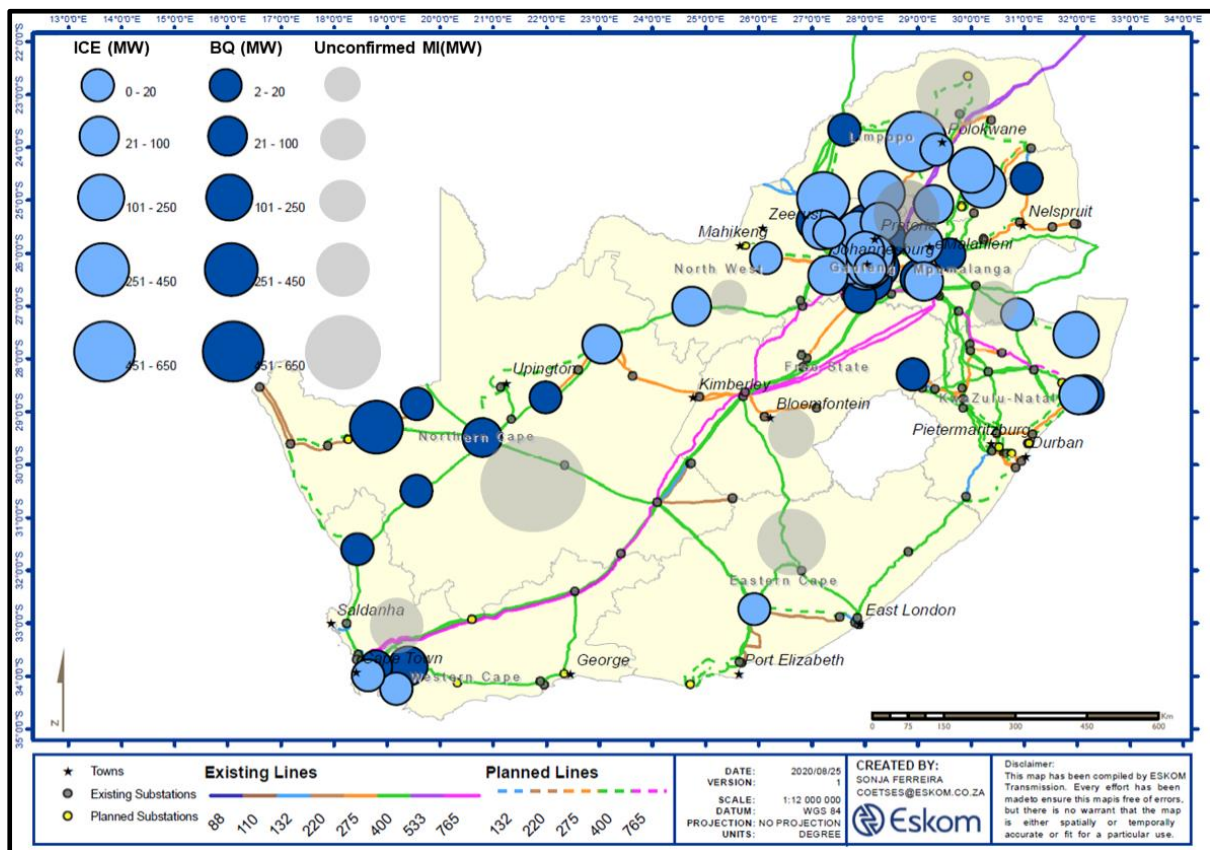 13°0'0"E 14°0'0"E 15°0'0"E 16°0'0"E 17°0'0"E 18°0'0"E 19°0'0"E 20°0'0"E 21°0'0"E 22°0'0"E 23°0'0"E 24°0'0"E 25°0'0"E 26°0'0"E 27°0'0"E 28°0'0"E 29°0'0"E 30°0'0"E 31°0'0"E 32°0'0"E 33°0'0"E 34°0'0"E
22°0'0"S
23°0'0"S
24°0'0"S
25°0'0"S
26°0'0"S
27°0'0"S
28°0'0"S
29°0'0"S
30°0'0"S
31°0'0"S
32°0'0"S
33°0'0"S
34°0'0"S
35°0'0"S
ICE (MW) BQ (MW) Unconfirmed MI(MW)
0 - 20 2 - 20
21 - 100 21 - 100
101 - 250 101 - 250
251 - 450 251 - 450
451 - 650 451 - 650
Limpopo
Polokwane
Zeerust
Nelspruit
Mahikeng
Pretoria
eMalahleni
Johannesburg
North West
Gauteng
Mpumalanga
Upington
Free State
Kimberley
Bloemfontein
KwaZulu-Natal
Northern Cape
Pietermaritzburg
Durban
Eastern Cape
Saldanha
East London
Cape Town
George
Port Elizabeth
Western Cape
N
Km
0 37.5 75 150 300 450 600
Towns
Existing Substations
Planned Substations
Existing Lines
88 110 132 220 275 400 533 765
Planned Lines
132 220 275 400 765
DATE: 2020/08/25
VERSION: 1
SCALE: 1:12 000 000
DATUM: WGS 84
PROJECTION: NO PROJECTION
UNITS: DEGREE
CREATED BY:
SONJA FERREIRA
COETSES@ESKOM.CO.ZA
Eskom
Disclaimer:
This map has been compiled by ESKOM
Transmission. Every effort has been
madeto ensure this mapis free of errors,
but there is no warrant that the map
is either spatially or temporally
accurate or fit for a particular use.